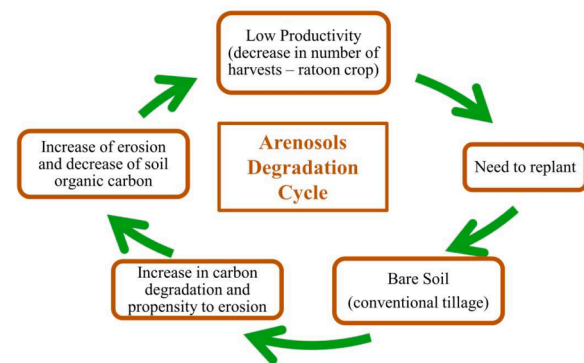 Low Productivity
(decrease in number of
harvests – ratoon crop)
Need to replant
Bare Soil
(conventional tillage)
Increase in carbon
degradation and
propensity to erosion
Increase of erosion
and decrease of soil
organic carbon
Arenosols
Degradation
Cycle